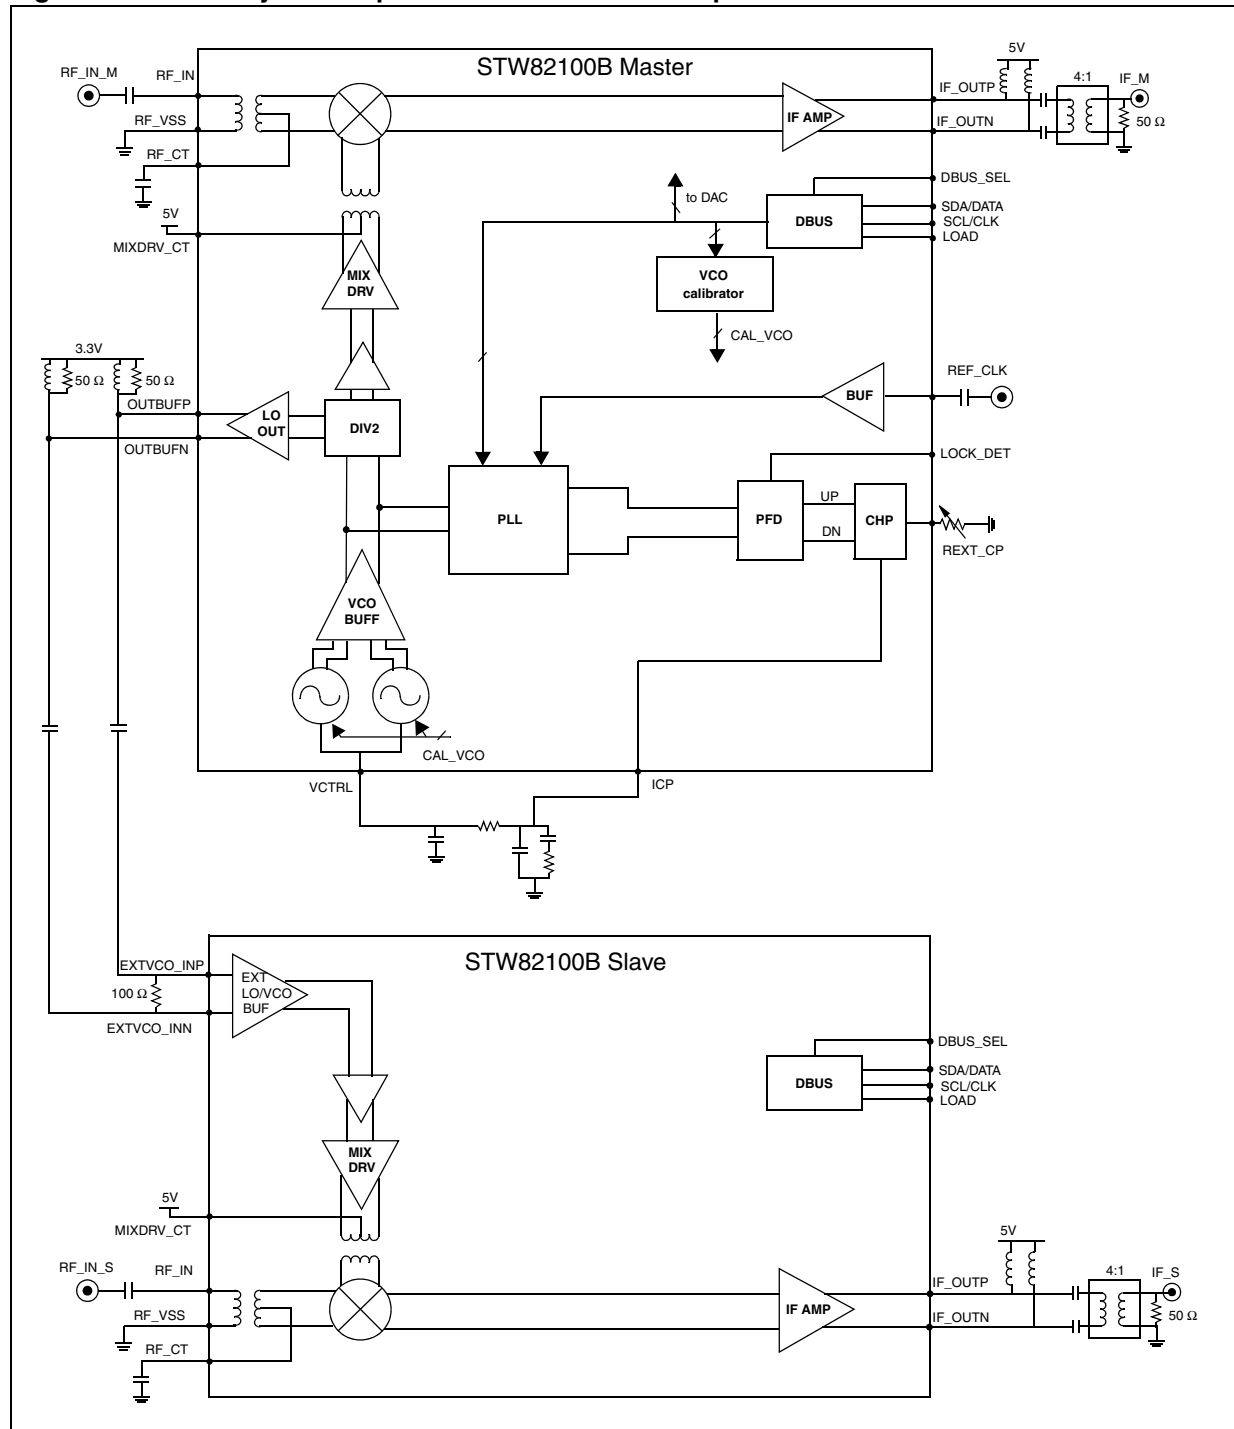 STW82100B Master
RF_IN_M
RF_IN
RF_VSS
RF_CT
5V
MIXDRV_CT
MIX
DRV
IF AMP
IF_OUTP
IF_OUTN
5V
4:1
IF_M
50 Ω
DBUS_SEL
SDA/DATA
SCL/CLK
LOAD
DBUS
to DAC
VCO
calibrator
CAL_VCO
3.3V
50 Ω
50 Ω
OUTBUFP
OUTBUFN
LO
OUT
DIV2
BUF
REF_CLK
LOCK_DET
PLL
PFD
UP
DN
CHP
REXT_CP
VCO
BUFF
CAL_VCO
VCTRL
ICP
STW82100B Slave
EXTVCO_INP
100 Ω
EXTVCO_INN
EXT
LO/VCO
BUF
DBUS_SEL
SDA/DATA
SCL/CLK
LOAD
DBUS
MIX
DRV
5V
MIXDRV_CT
RF_IN_S
RF_IN
RF_VSS
RF_CT
IF AMP
IF_OUTP
IF_OUTN
5V
4:1
IF_S
50 Ω